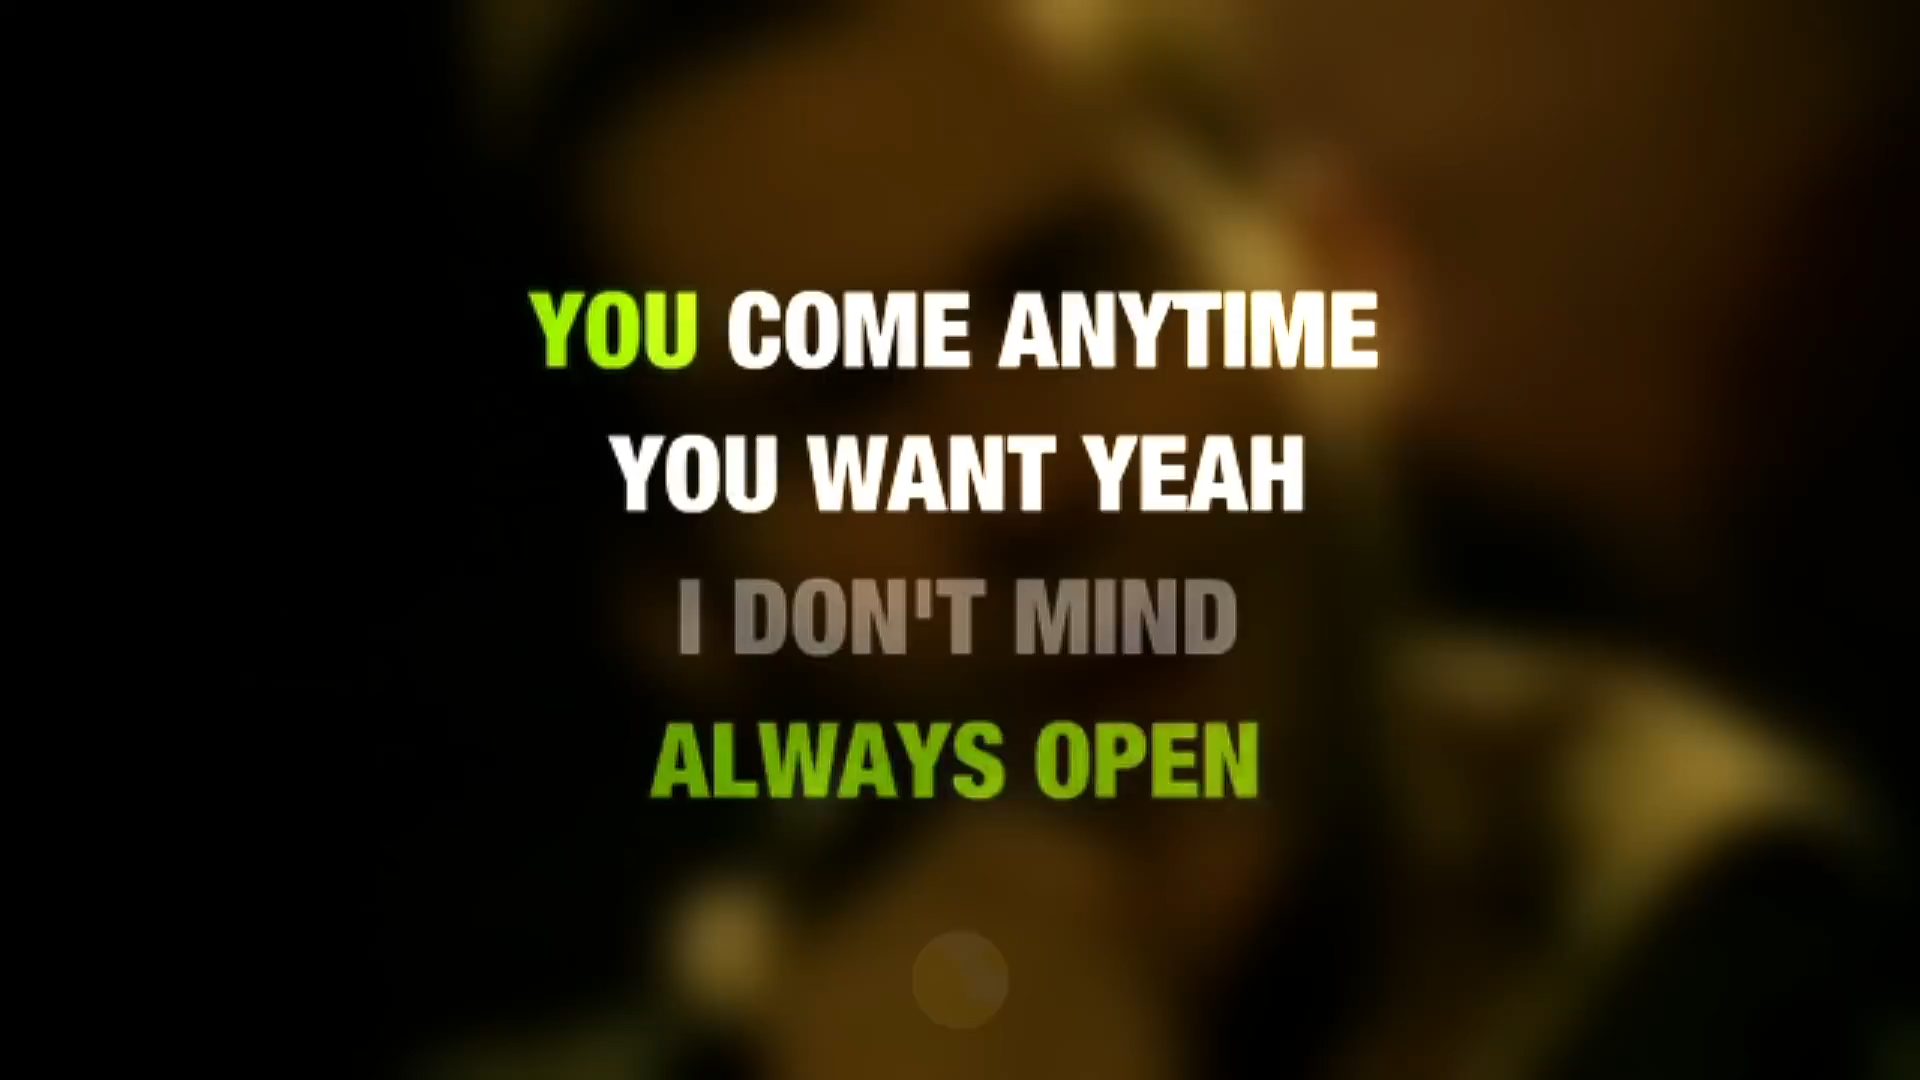 YOU COME ANYTIME
YOU WANT YEAH
I DON'T MIND
ALWAYS OPEN